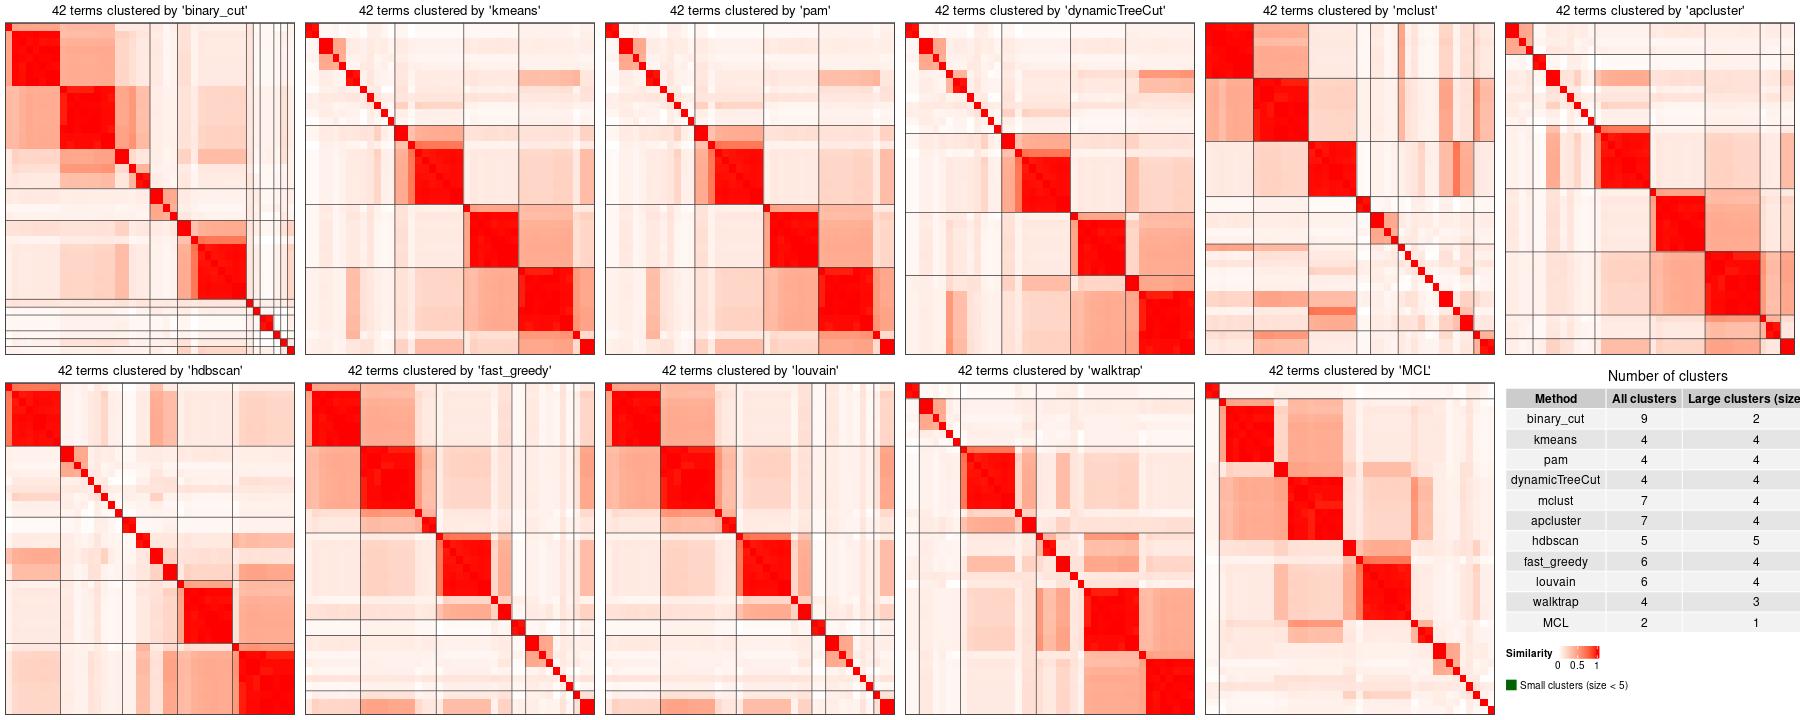 42 terms clustered by 'binary_cut'
42 terms clustered by 'kmeans'
42 terms clustered by 'pam'
42 terms clustered by 'dynamicTreeCut'
42 terms clustered by 'mclust'
42 terms clustered by 'apcluster'
42 terms clustered by 'hdbscan'
42 terms clustered by 'fast_greedy'
42 terms clustered by 'louvain'
42 terms clustered by 'walktrap'
42 terms clustered by 'MCL'
Number of clusters
Method All clusters Large clusters (size
binary_cut 9 2
kmeans 4 4
pam 4 4
dynamicTreeCut 4 4
mclust 7 4
apcluster 7 4
hdbscan 5 5
fast_greedy 6 4
louvain 6 4
walktrap 4 3
MCL 2 1
Similarity
0 0.5 1
Small clusters (size < 5)